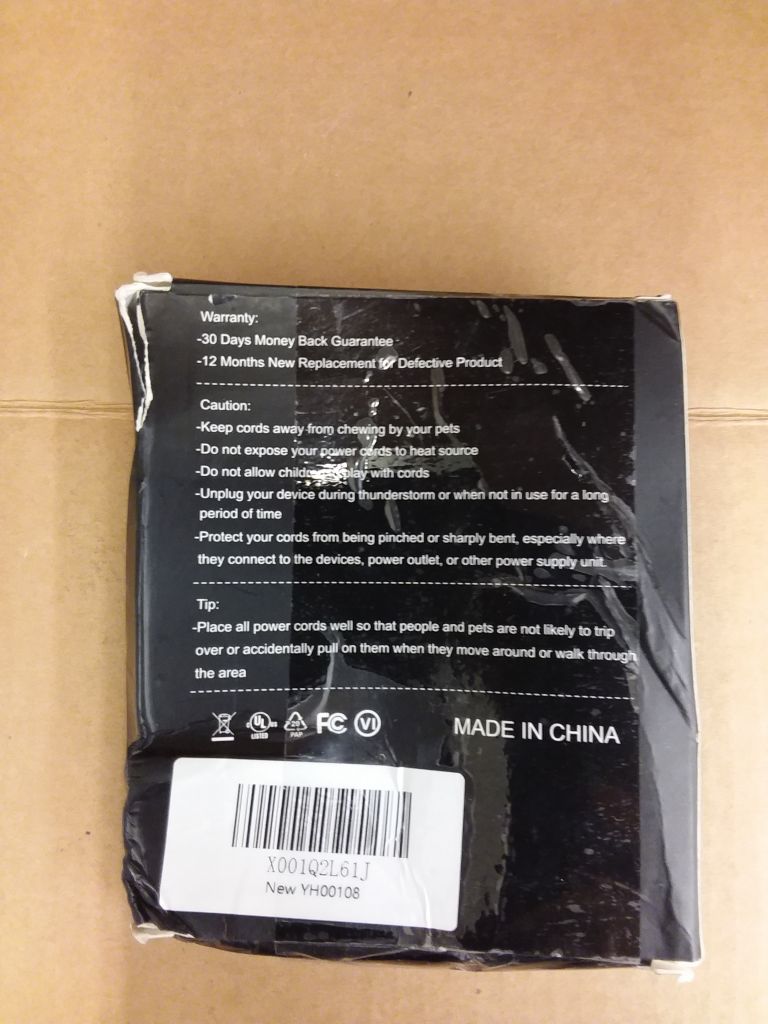 Warranty:
-30 Days Money Back Guarantee
-12 Months New Replacement for Defective Product
Caution:
-Keep cords away from chewing by your pets
-Do not expose your power cords to heat source
-Do not allow children play with cords
-Unplug your device during thunderstorm or when not in use for a long
period of time
-Protect your cords from being pinched or sharply bent, especially where
they connect to the devices, power outlet, or other power supply unit.
Tip:
-Place all power cords well so that people and pets are not likely to trip
over or accidentally pull on them when they move around or walk through
the area
C UL US LISTED 20 PAP FC VI MADE IN CHINA
X001Q2L61J
New YH00108